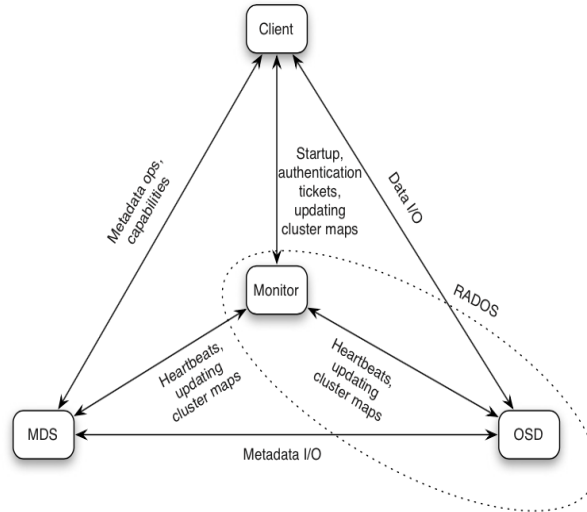 Client
Metadata ops,
capabilities
Startup,
authentication
tickets,
updating
cluster maps
Data I/O
Monitor
RADOS
Heartbeats,
updating
cluster maps
Heartbeats,
updating
cluster maps
MDS
OSD
Metadata I/O